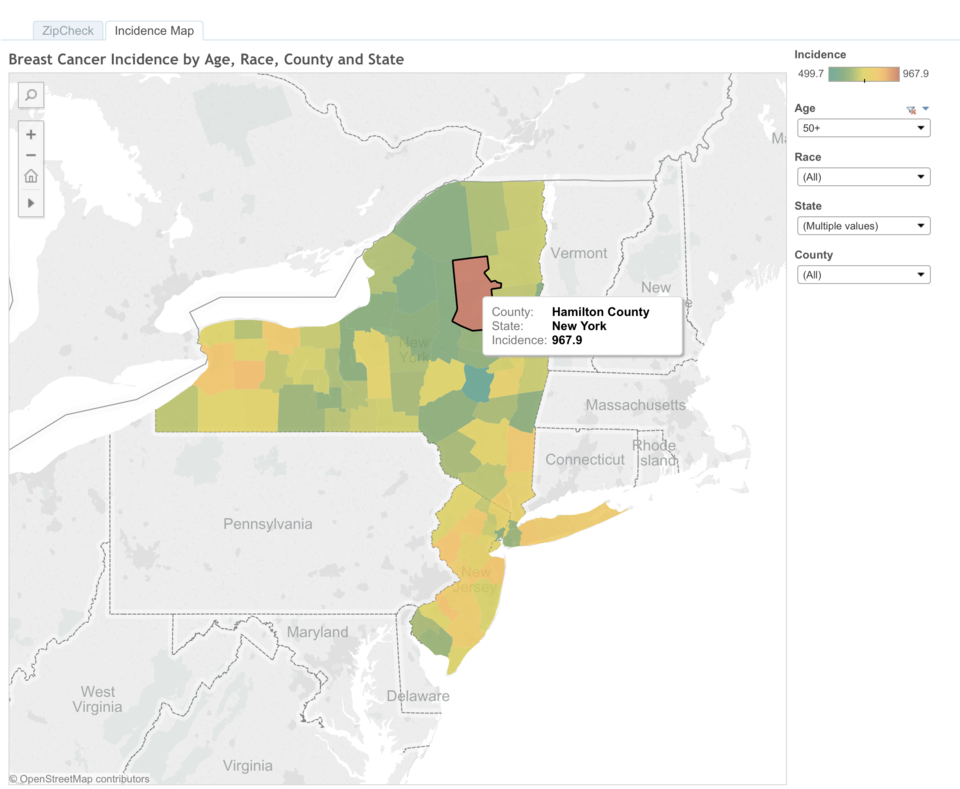 ZipCheck
Incidence Map
Breast Cancer Incidence by Age, Race, County and State
Incidence
499.7
967.9
Age
50+
Race
(All)
State
(Multiple values)
County
(All)
Vermont
New
County: Hamilton County
State: New York
Incidence: 967.9
New
York
Massachusetts
Connecticut
Rhode
Island
Pennsylvania
New
Jersey
Maryland
West
Virginia
Delaware
Virginia
© OpenStreetMap contributors